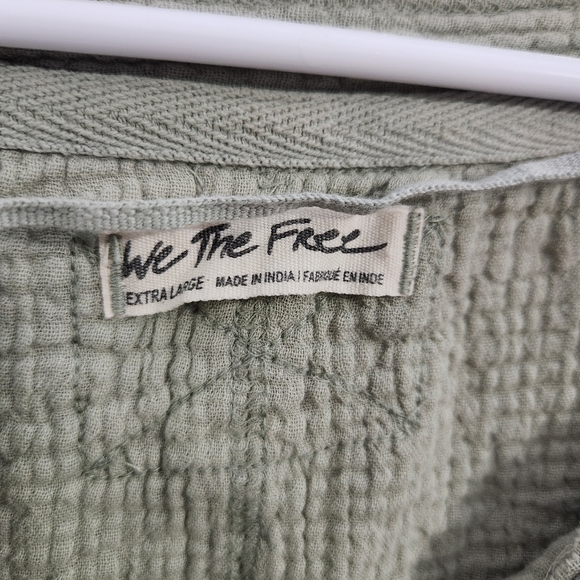 We The Free
EXTRA LARGE MADE IN INDIA | FABRIQUÉ EN INDE